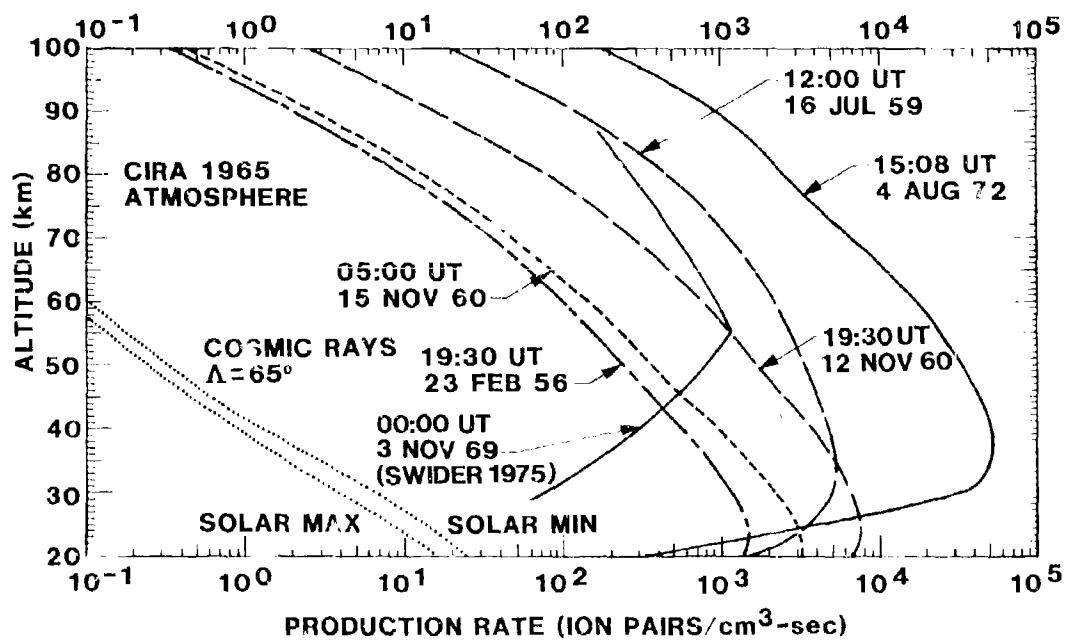 10⁻¹ 10⁰ 10¹ 10² 10³ 10⁴ 10⁵
100
90
80
70
60
50
40
30
20
ALTITUDE (km)
12:00 UT
16 JUL 59
CIRA 1965
ATMOSPHERE
15:08 UT
4 AUG 72
05:00 UT
15 NOV 60
COSMIC RAYS
Λ=65⁰
19:30 UT
23 FEB 56
19:30 UT
12 NOV 60
00:00 UT
3 NOV 69
(SWIDER 1975)
SOLAR MAX
SOLAR MIN
10⁻¹ 10⁰ 10¹ 10² 10³ 10⁴ 10⁵
PRODUCTION RATE (ION PAIRS/cm³-sec)